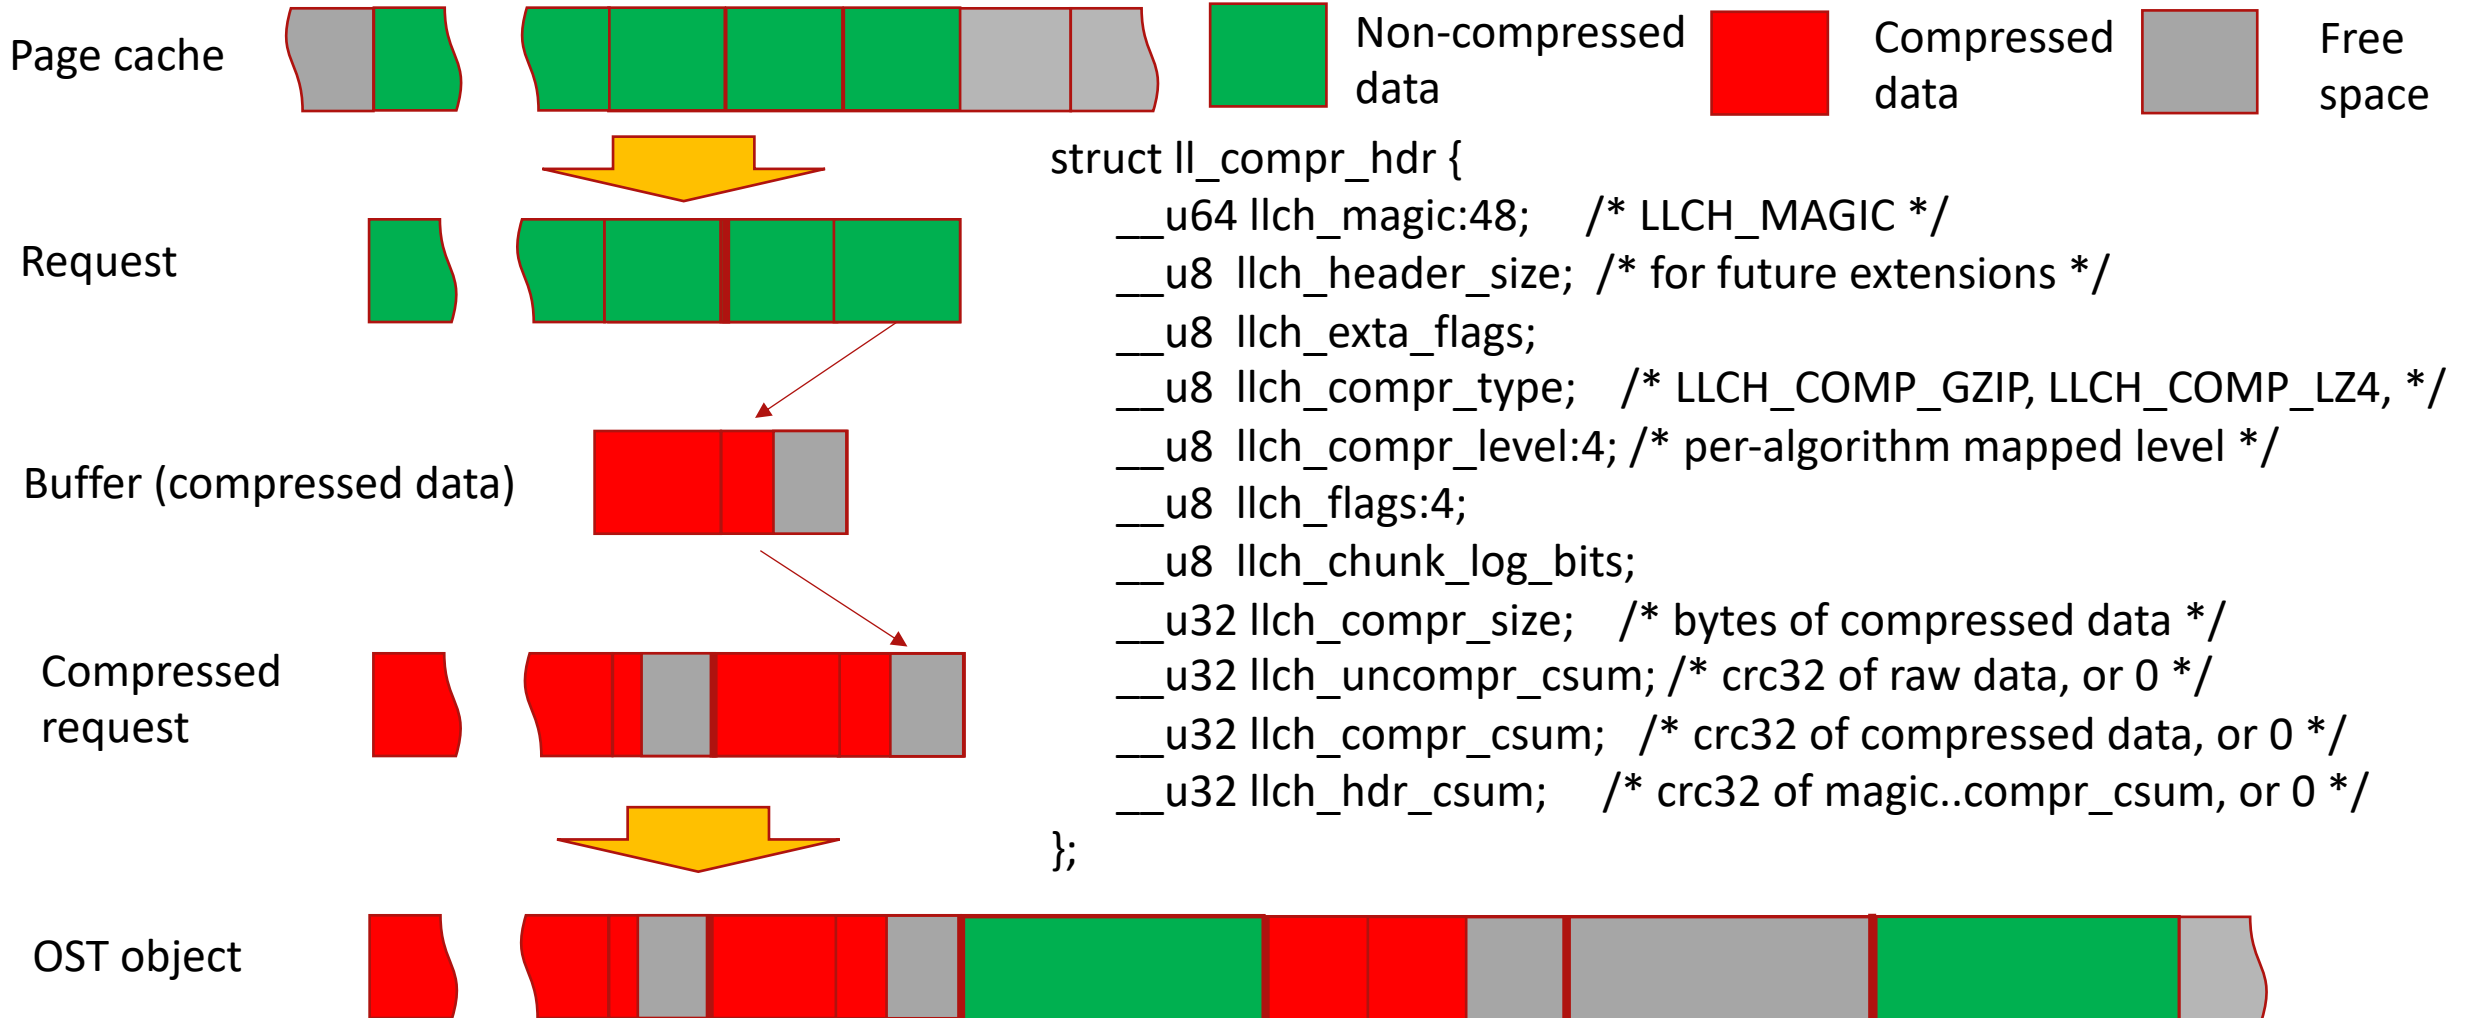 Page cache
Non-compressed
data
Compressed
data
Free
space
struct ll_compr_hdr {
__u64 llch_magic:48; /* LLCH_MAGIC */
__u8 llch_header_size; /* for future extensions */
__u8 llch_exta_flags;
__u8 llch_compr_type; /* LLCH_COMP_GZIP, LLCH_COMP_LZ4, */
__u8 llch_compr_level:4; /* per-algorithm mapped level */
__u8 llch_flags:4;
__u8 llch_chunk_log_bits;
__u32 llch_compr_size; /* bytes of compressed data */
__u32 llch_uncompr_csum; /* crc32 of raw data, or 0 */
__u32 llch_compr_csum; /* crc32 of compressed data, or 0 */
__u32 llch_hdr_csum; /* crc32 of magic..compr_csum, or 0 */
};
Request
Buffer (compressed data)
Compressed
request
OST object